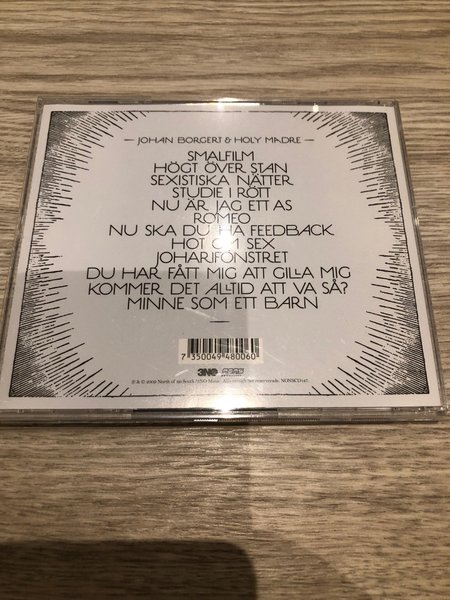 JOHAN BORGERT & HOLY MADRE
SMALFILM
HÖGT ÖVER STAN
SEXISTISKA NÄTTER
STUDIE I RÖTT
NU ÄR JAG ETT AS
ROMEO
NU SKA DU HA FEEDBACK
HOT OM SEX
JOHARIFÖNSTRET
DU HAR FÅTT MIG ATT GILLA MIG
KOMMER DET ALLTID ATT VA SÅ?
MINNE SOM ETT BARN
7 350049 480060
3NO